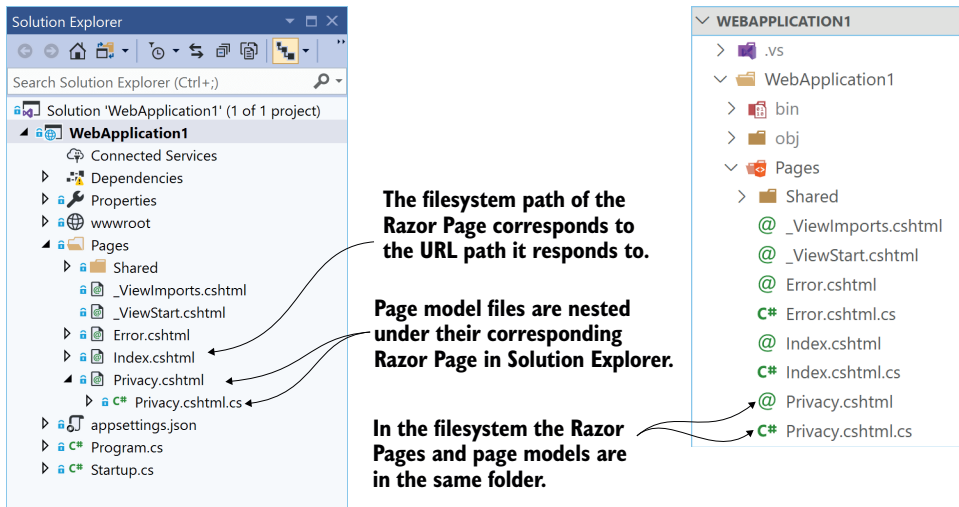 Solution Explorer
Search Solution Explorer (Ctrl+;)
Solution 'WebApplication1' (1 of 1 project)
WebApplication1
Connected Services
Dependencies
Properties
wwwroot
Pages
Shared
_ViewImports.cshtml
_ViewStart.cshtml
Error.cshtml
Index.cshtml
Privacy.cshtml
C# Privacy.cshtml.cs
appsettings.json
C# Program.cs
C# Startup.cs
The filesystem path of the
Razor Page corresponds to
the URL path it responds to.
Page model files are nested
under their corresponding
Razor Page in Solution Explorer.
In the filesystem the Razor
Pages and page models are
in the same folder.
WEBAPPLICATION1
.vs
WebApplication1
bin
obj
Pages
Shared
@ _ViewImports.cshtml
@ _ViewStart.cshtml
@ Error.cshtml
C# Error.cshtml.cs
@ Index.cshtml
C# Index.cshtml.cs
@ Privacy.cshtml
C# Privacy.cshtml.cs